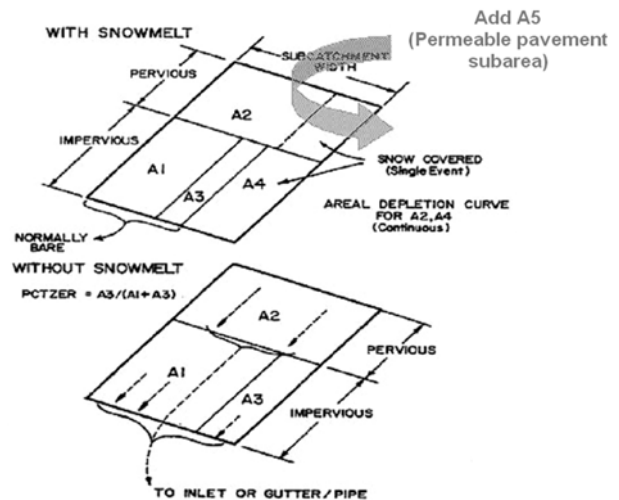 Add A5
(Permeable pavement
subarea)
WITH SNOWMELT
SUBCATCHMENT
WIDTH
PERVIOUS
IMPERVIOUS
A2
A1
A3
A4
SNOW COVERED
(Single Event)
AREAL DEPLETION CURVE
FOR A2,A4
(Continuous)
NORMALLY
BARE
WITHOUT SNOWMELT
PCTZER = A3/(A1+A3)
A2
A1
A3
PERVIOUS
IMPERVIOUS
TO INLET OR GUTTER/PIPE